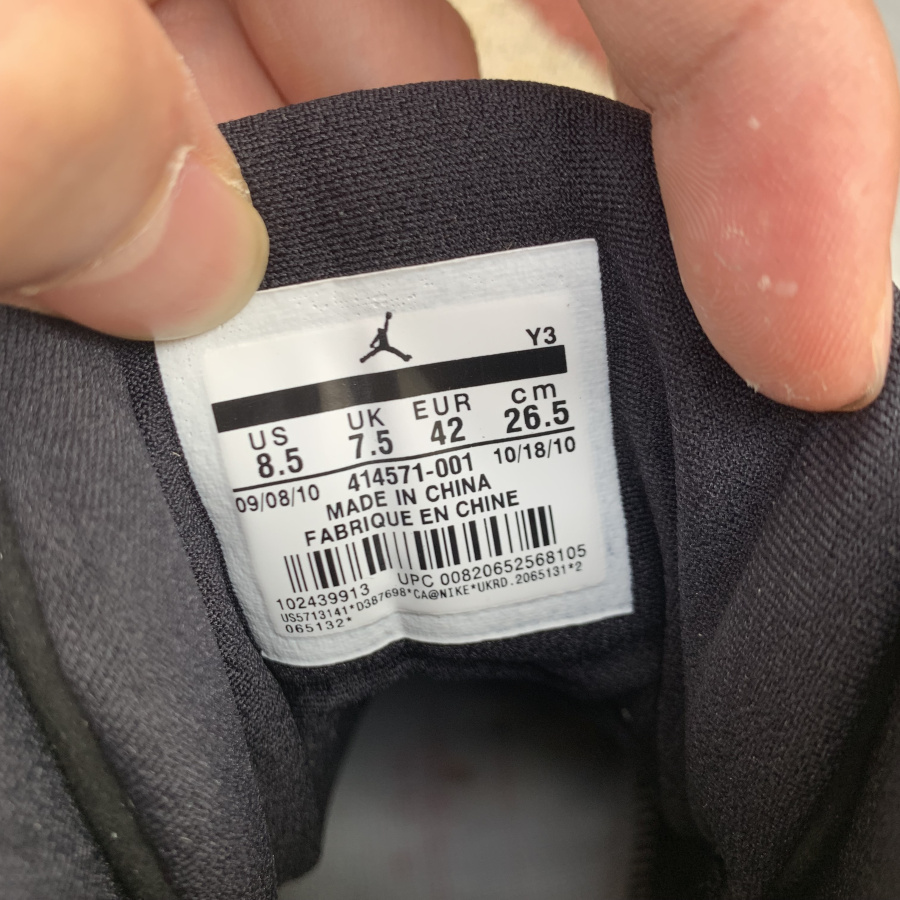 Y3
US UK EUR cm
8.5 7.5 42 26.5
09/08/10 414571-001 10/18/10
MADE IN CHINA
FABRIQUE EN CHINE
102439913 UPC 00820652568105
US5713141*D387698*CA@NIKE*UKRD.2065131*2
065132*